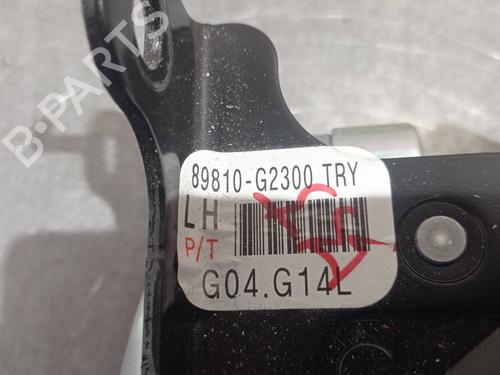 B-PARTS
89810-G2300 TRY
LH
P/T
G04.G14L